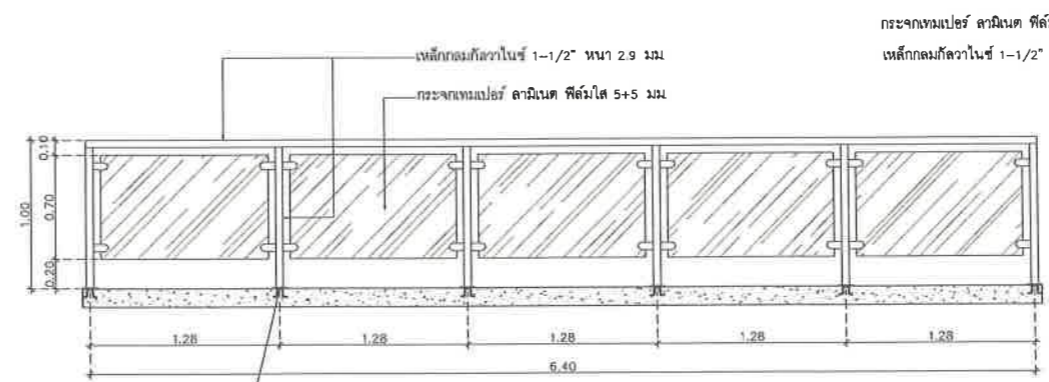 กระจกเทมเปอร์ ลามิเนต ฟิล์
เหล็กกลมกัลวาไนซ์ 1-1/2"
เหล็กกลมกัลวาไนซ์ 1-1/2" หนา 2.9 มม.
กระจกเทมเปอร์ ลามิเนต ฟิล์มใส 5+5 มม.
0.10
1.00
0.70
0.20
1.28 1.28 1.28 1.28 1.28
6.40